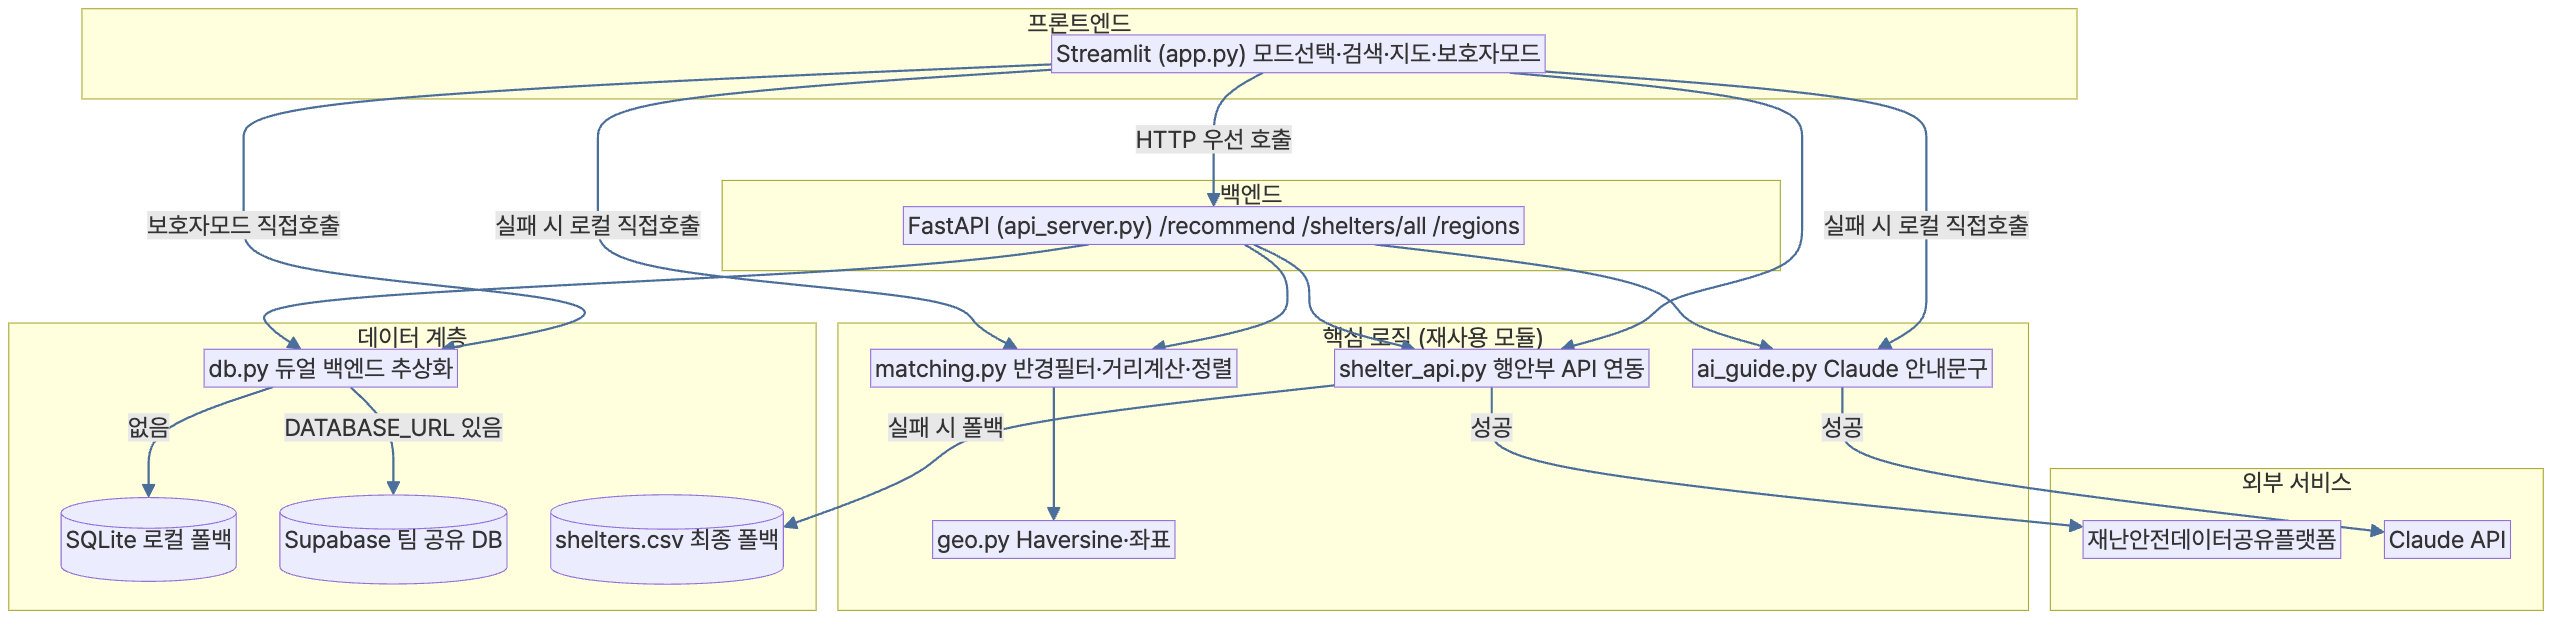 프론트엔드
Streamlit (app.py) 모드선택·검색·지도·보호자모드
HTTP 우선 호출
보호자모드 직접호출
실패 시 로컬 직접호출
실패 시 로컬 직접호출
백엔드
FastAPI (api_server.py) /recommend /shelters/all /regions
데이터 계층
db.py 듀얼 백엔드 추상화
없음
DATABASE_URL 있음
SQLite 로컬 폴백
Supabase 팀 공유 DB
shelters.csv 최종 폴백
핵심 로직 (재사용 모듈)
matching.py 반경필터·거리계산·정렬
shelter_api.py 행안부 API 연동
ai_guide.py Claude 안내문구
실패 시 폴백
성공
성공
geo.py Haversine·좌표
외부 서비스
재난안전데이터공유플랫폼
Claude API